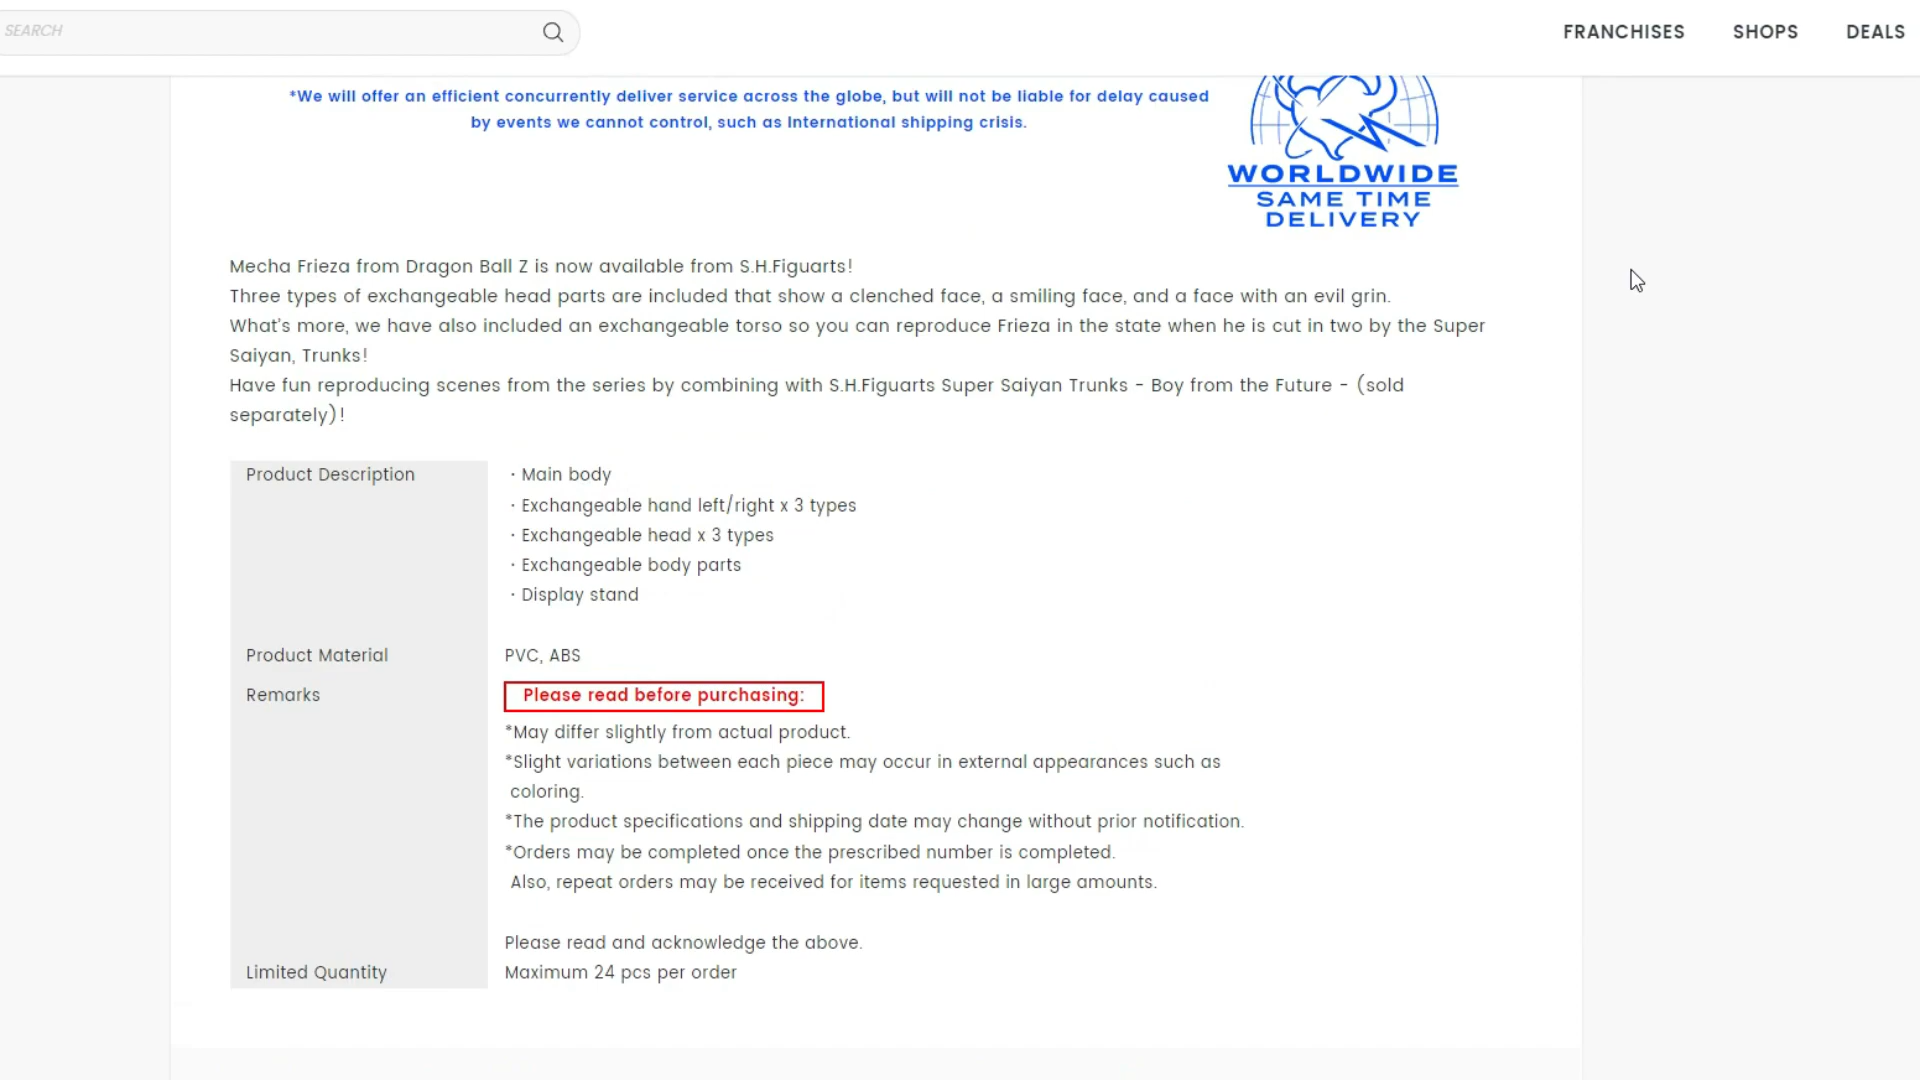 SEARCH
FRANCHISES SHOPS DEALS
*We will offer an efficient concurrently deliver service across the globe, but will not be liable for delay caused
by events we cannot control, such as International shipping crisis.
WORLDWIDE
SAME TIME
DELIVERY
Mecha Frieza from Dragon Ball Z is now available from S.H.Figuarts!
Three types of exchangeable head parts are included that show a clenched face, a smiling face, and a face with an evil grin.
What's more, we have also included an exchangeable torso so you can reproduce Frieza in the state when he is cut in two by the Super
Saiyan, Trunks!
Have fun reproducing scenes from the series by combining with S.H.Figuarts Super Saiyan Trunks - Boy from the Future - (sold
separately)!
Product Description
・Main body
・Exchangeable hand left/right x 3 types
・Exchangeable head x 3 types
・Exchangeable body parts
・Display stand
Product Material
PVC, ABS
Remarks
Please read before purchasing:
*May differ slightly from actual product.
*Slight variations between each piece may occur in external appearances such as
coloring.
*The product specifications and shipping date may change without prior notification.
*Orders may be completed once the prescribed number is completed.
Also, repeat orders may be received for items requested in large amounts.
Please read and acknowledge the above.
Limited Quantity
Maximum 24 pcs per order